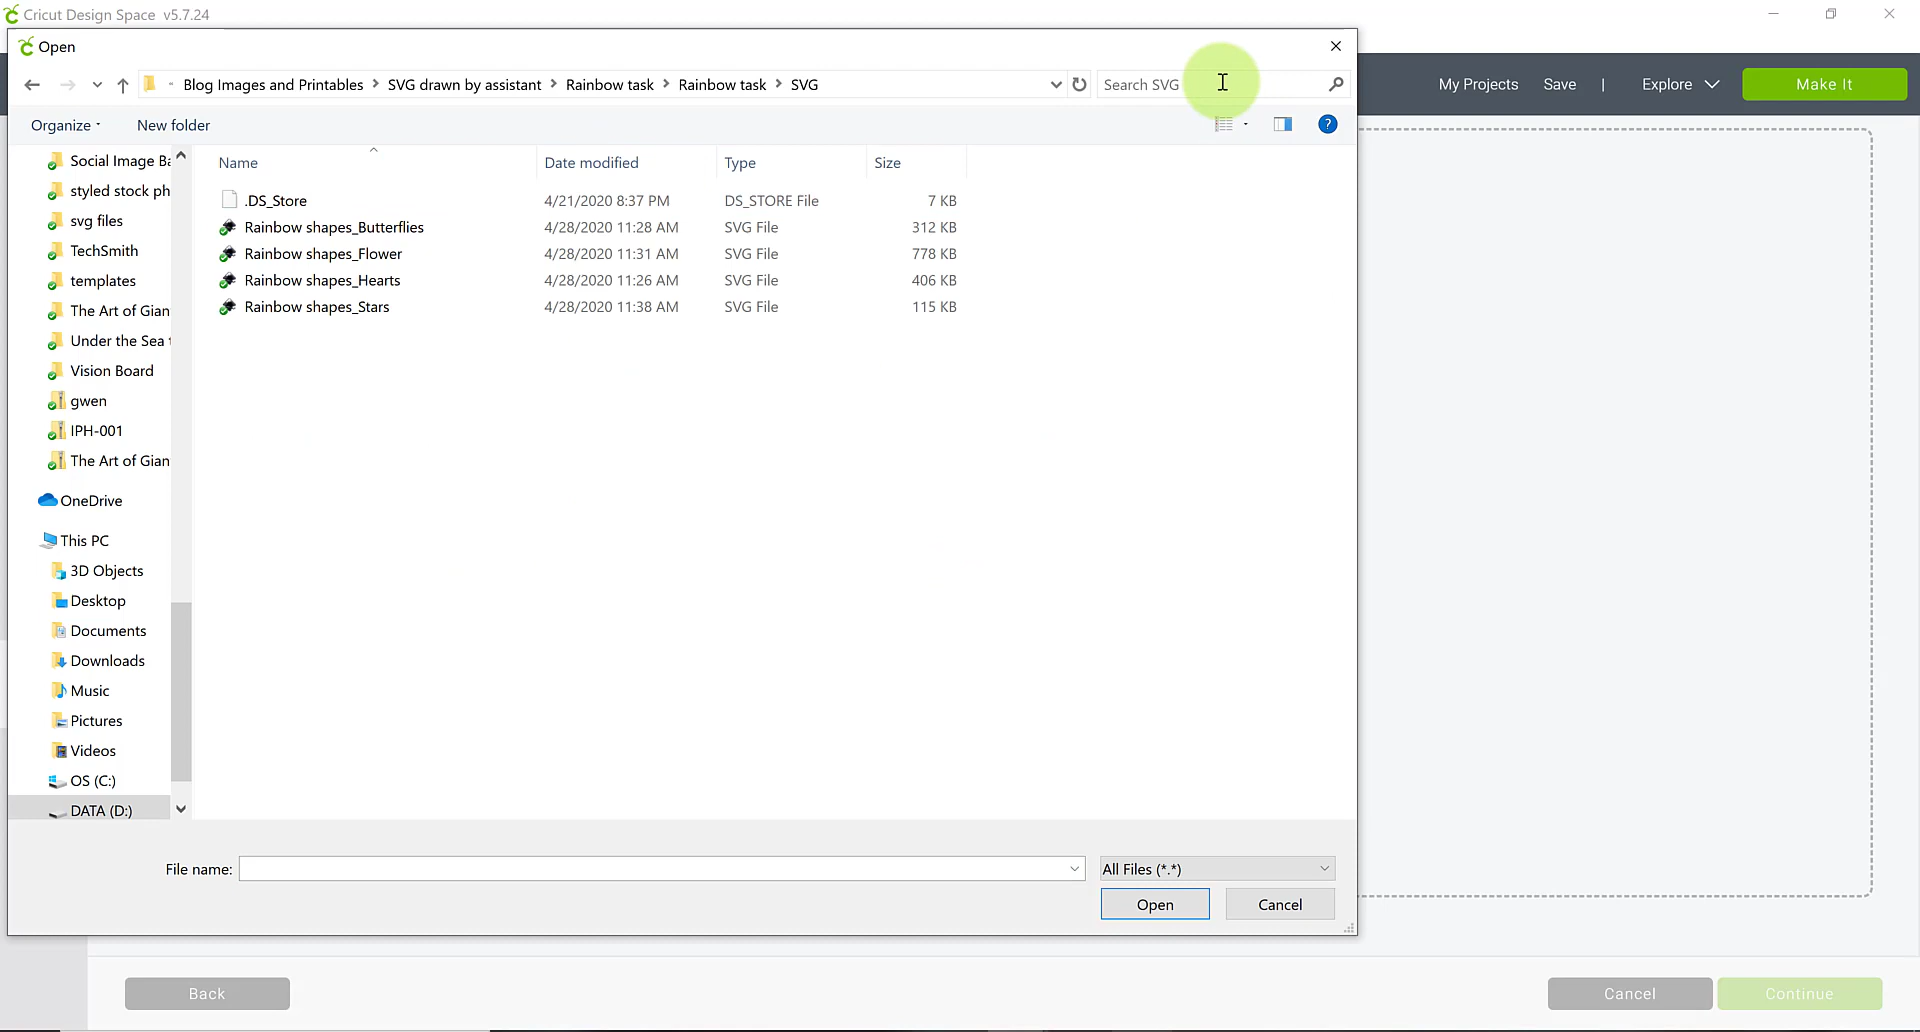 Cricut Design Space v5.7.24
Open
Blog Images and Printables > SVG drawn by assistant > Rainbow task > Rainbow task > SVG
Search SVG
My Projects Save | Explore Make It
Organize New folder
Name Date modified Type Size
.DS_Store 4/21/2020 8:37 PM DS_STORE File 7 KB
Rainbow shapes_Butterflies 4/28/2020 11:28 AM SVG File 312 KB
Rainbow shapes_Flower 4/28/2020 11:31 AM SVG File 778 KB
Rainbow shapes_Hearts 4/28/2020 11:26 AM SVG File 406 KB
Rainbow shapes_Stars 4/28/2020 11:38 AM SVG File 115 KB
Social Image Ba
styled stock ph
svg files
TechSmith
templates
The Art of Gian
Under the Sea
Vision Board
gwen
IPH-001
The Art of Gian
OneDrive
This PC
3D Objects
Desktop
Documents
Downloads
Music
Pictures
Videos
OS (C:)
DATA (D:)
File name:
All Files (*.*)
Open Cancel
Back
Cancel Continue